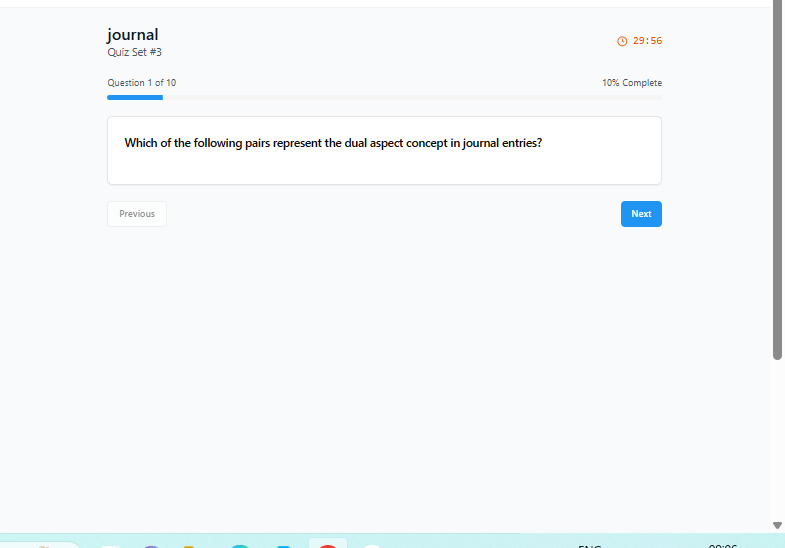 journal
29:56
Quiz Set #3
Question 1 of 10
10% Complete
Which of the following pairs represent the dual aspect concept in journal entries?
Previous
Next